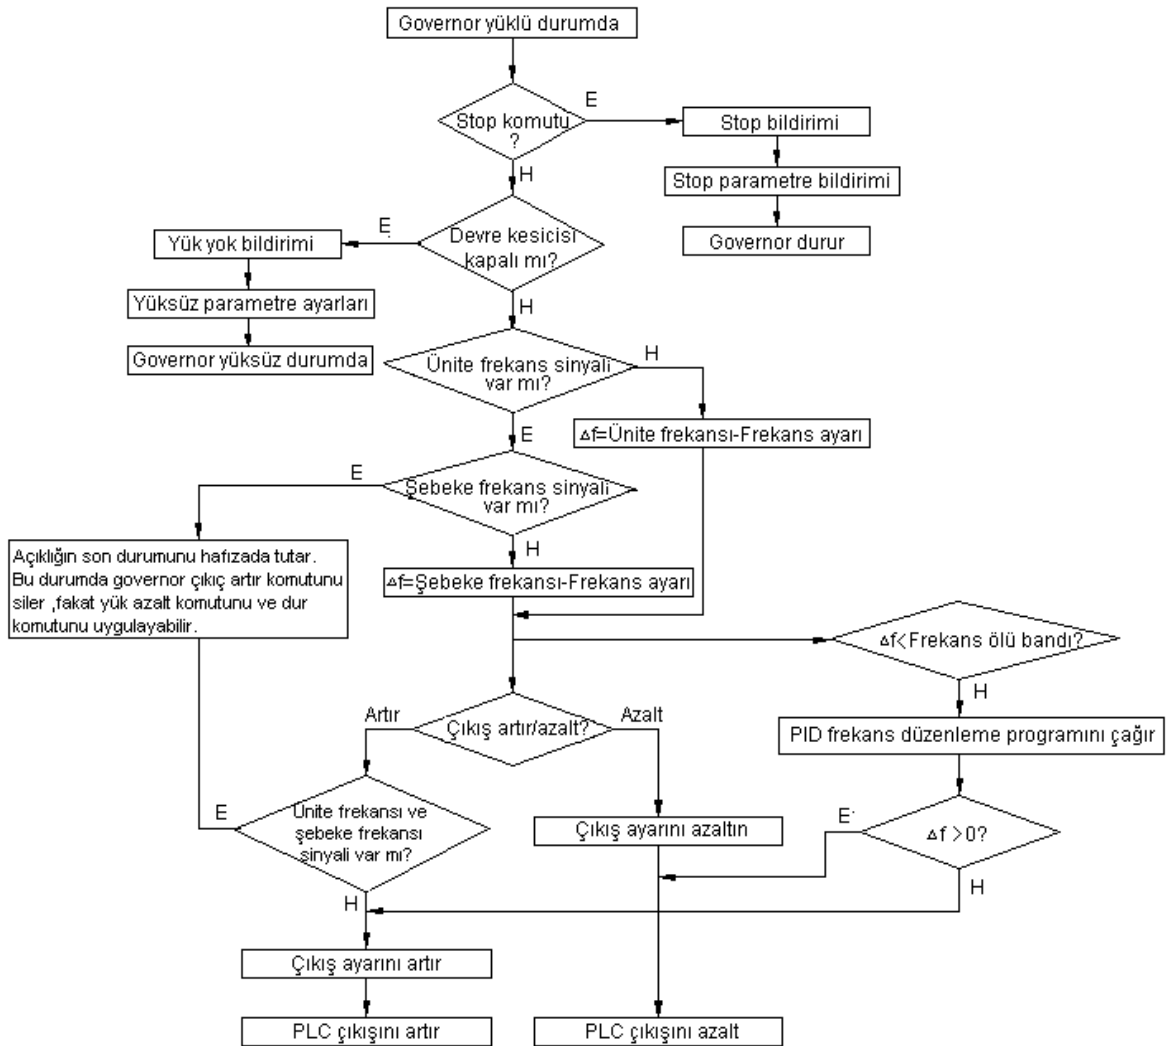 Governor yüklü durumda
E
Stop komutu
?
Stop bildirimi
H
Stop parametre bildirimi
E
Devre kesicisi
kapalı mı?
Governor durur
Yük yok bildirimi
Yüksüz parametre ayarları
H
Governor yüksüz durumda
Ünite frekans sinyali
var mı?
H
Δf=Ünite frekansı-Frekans ayarı
E
E
Şebeke frekans sinyali
var mı?
H
Açıklığın son durumunu hafızada tutar.
Bu durumda governor çıkıç artır komutunu
siler ,fakat yük azalt komutunu ve dur
komutunu uygulayabilir.
Δf=Şebeke frekansı-Frekans ayarı
Δf<Frekans ölü bandı?
H
Artır
Çıkış artır/azalt?
Azalt
PID frekans düzenleme programını çağır
E
Ünite frekansı ve
şebeke frekansı
sinyali var mı?
H
Çıkış ayarını azaltın
E
Δf >0?
H
Çıkış ayarını artır
PLC çıkışını artır
PLC çıkışını azalt